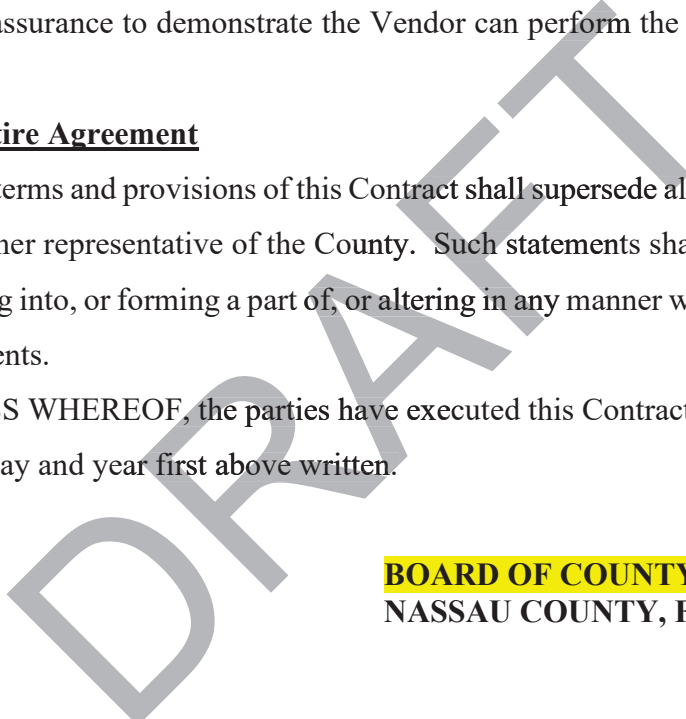 assurance to demonstrate the Vendor can perform the
tire Agreement
terms and provisions of this Contract shall supersede al
her representative of the County. Such statements sha
g into, or forming a part of, or altering in any manner w
ents.
S WHEREOF, the parties have executed this Contract
ay and year first above written.
BOARD OF COUNTY
NASSAU COUNTY, F
DRAFT